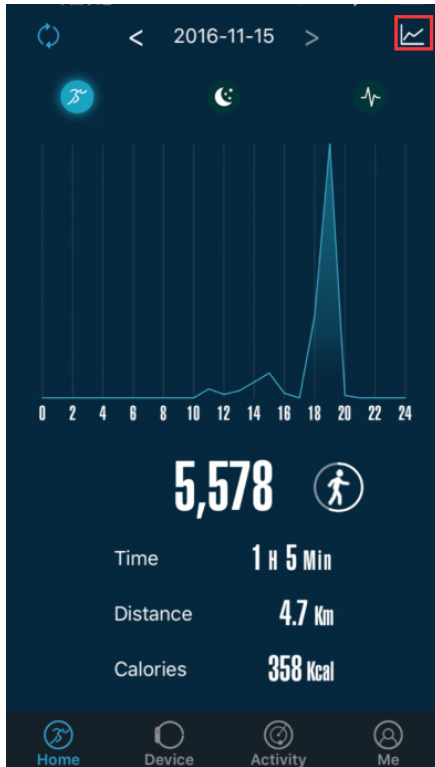 < 2016-11-15 >
0 2 4 6 8 10 12 14 16 18 20 22 24
5,578
Time 1 H 5 Min
Distance 4.7 Km
Calories 358 Kcal
Home Device Activity Me